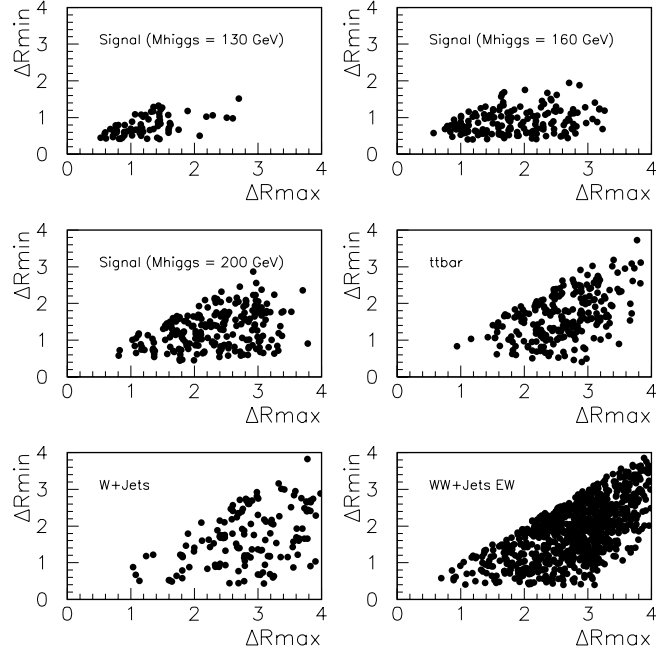 Signal (Mhiggs = 130 GeV)
ΔRmin
4
3
2
1
0
0 1 2 3 4
ΔRmax
Signal (Mhiggs = 160 GeV)
ΔRmin
4
3
2
1
0
0 1 2 3 4
ΔRmax
Signal (Mhiggs = 200 GeV)
ΔRmin
4
3
2
1
0
0 1 2 3 4
ΔRmax
ttbar
ΔRmin
4
3
2
1
0
0 1 2 3 4
ΔRmax
W+Jets
ΔRmin
4
3
2
1
0
0 1 2 3 4
ΔRmax
WW+Jets EW
ΔRmin
4
3
2
1
0
0 1 2 3 4
ΔRmax